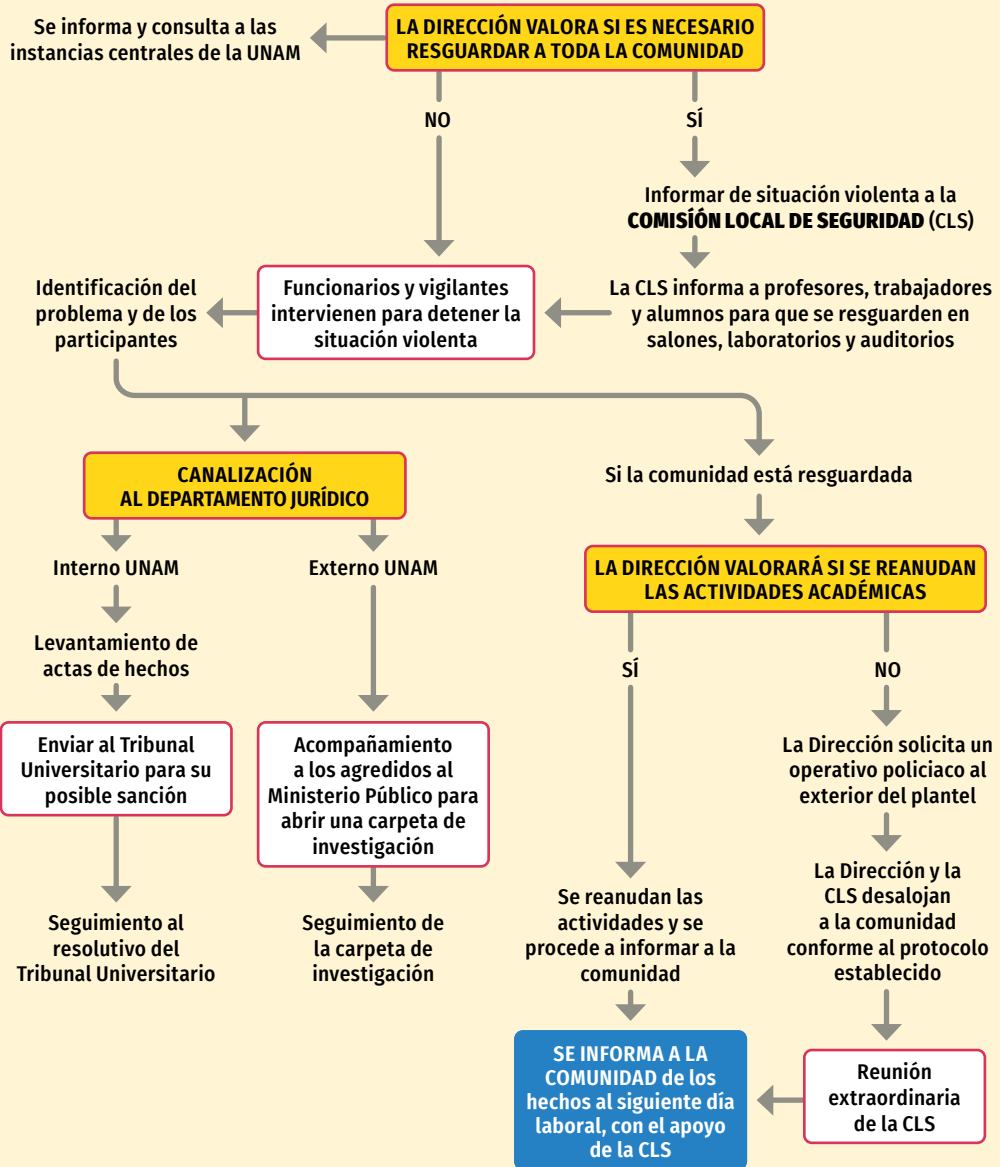 Se informa y consulta a las
instancias centrales de la UNAM
LA DIRECCIÓN VALORA SI ES NECESARIO
RESGUARDAR A TODA LA COMUNIDAD
NO
SÍ
Informar de situación violenta a la
COMISÍÓN LOCAL DE SEGURIDAD (CLS)
Identificación del
problema y de los
participantes
Funcionarios y vigilantes
intervienen para detener la
situación violenta
La CLS informa a profesores, trabajadores
y alumnos para que se resguarden en
salones, laboratorios y auditorios
CANALIZACIÓN
AL DEPARTAMENTO JURÍDICO
Si la comunidad está resguardada
Interno UNAM
Externo UNAM
LA DIRECCIÓN VALORARÁ SI SE REANUDAN
LAS ACTIVIDADES ACADÉMICAS
Levantamiento de
actas de hechos
SÍ
NO
Enviar al Tribunal
Universitario para su
posible sanción
Acompañamiento
a los agredidos al
Ministerio Público para
abrir una carpeta de
investigación
La Dirección solicita un
operativo policiaco al
exterior del plantel
Seguimiento al
resolutivo del
Tribunal Universitario
Seguimiento de
la carpeta de
investigación
Se reanudan las
actividades y se
procede a informar a la
comunidad
La Dirección y la
CLS desalojan
a la comunidad
conforme al protocolo
establecido
SE INFORMA A LA
COMUNIDAD de los
hechos al siguiente día
laboral, con el apoyo
de la CLS
Reunión
extraordinaria
de la CLS